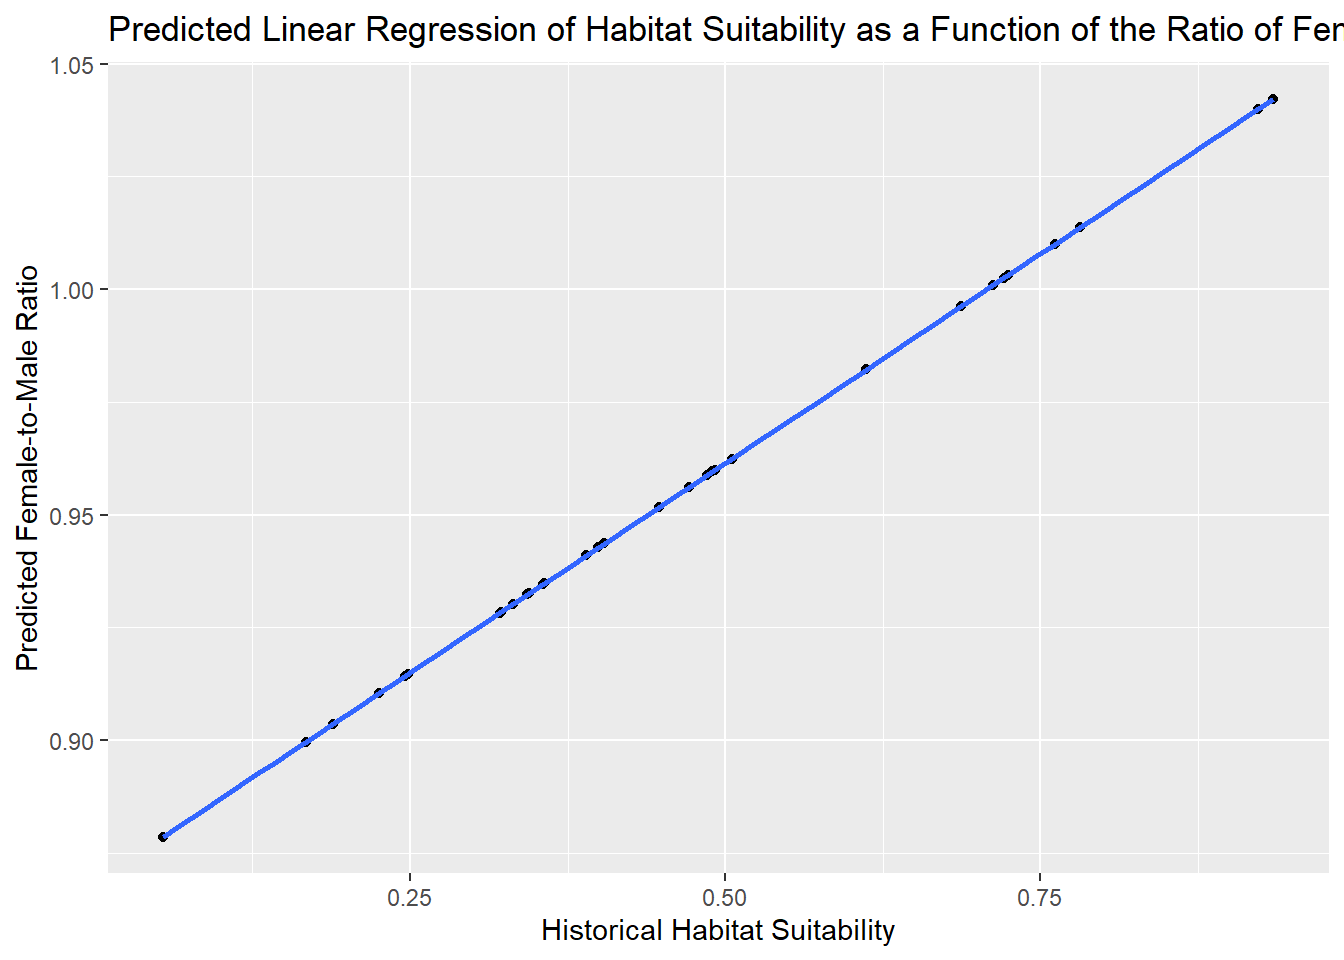 Predicted Linear Regression of Habitat Suitability as a Function of the Ratio of Fem
1.05
1.00
0.95
0.90
Predicted Female-to-Male Ratio
0.25 0.50 0.75
Historical Habitat Suitability